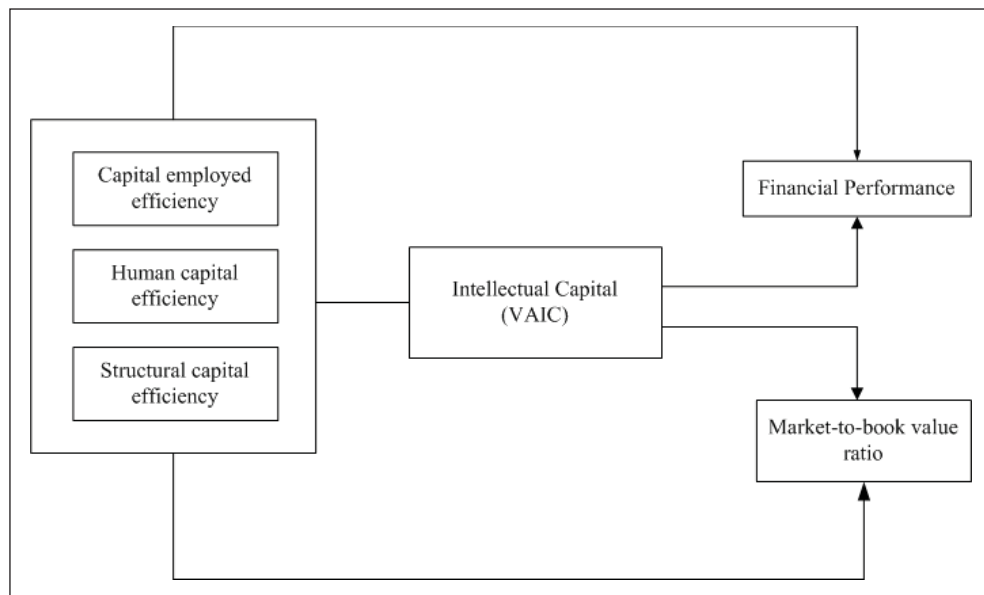 Capital employed
efficiency
Human capital
efficiency
Structural capital
efficiency
Intellectual Capital
(VAIC)
Financial Performance
Market-to-book value
ratio